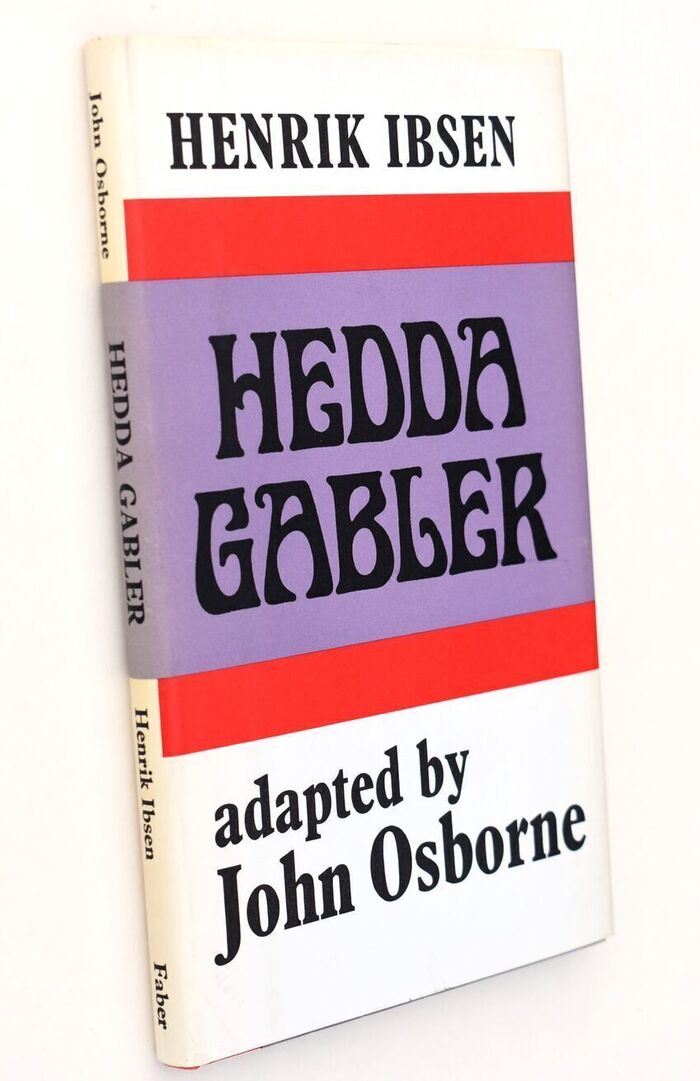 HENRIK IBSEN
HEDDA
GABLER
adapted by
John Osborne
John Osborne
HEDDA GABLER
Henrik Ibsen
Faber